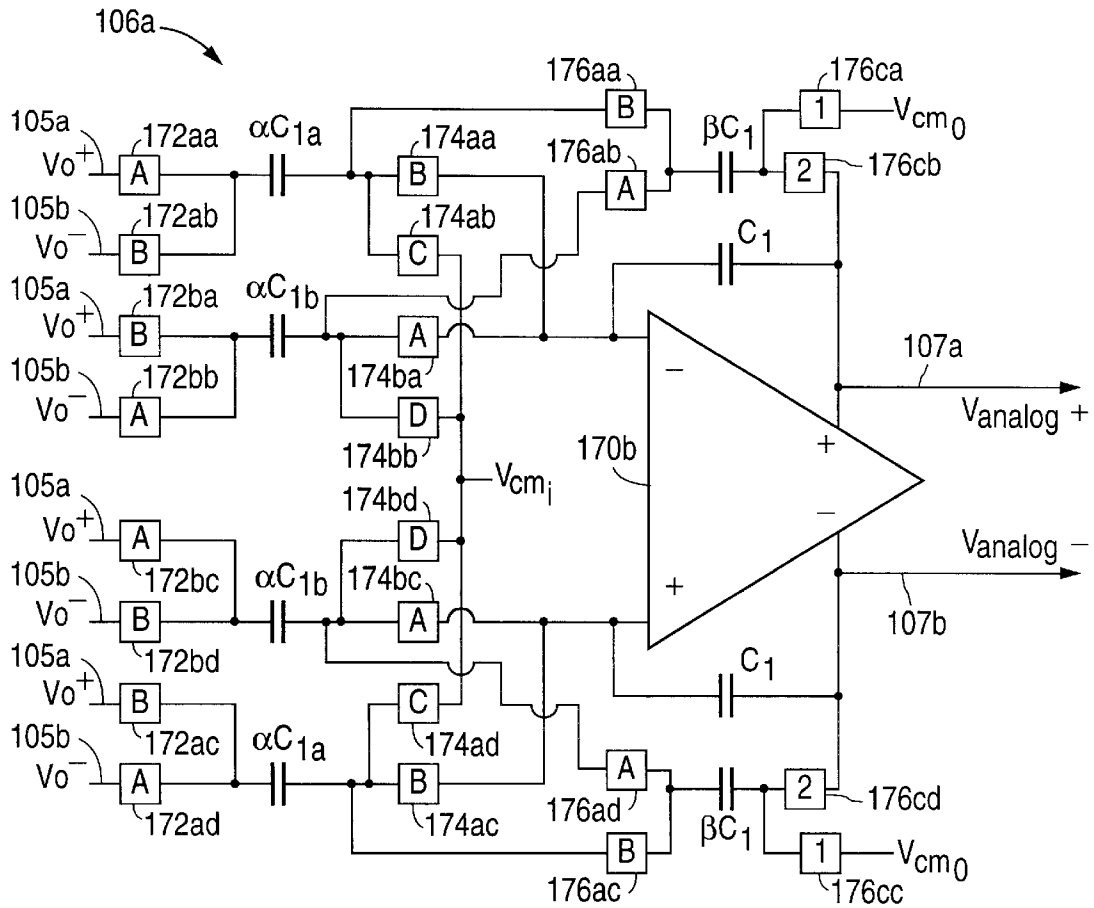 106a
176aa
176ca
B
1
Vcm0
105a
172aa
αC1a
174aa
176ab
βC1
Vo+
A
B
A
2
176cb
105b
172ab
174ab
Vo−
B
C
C1
105a
172ba
αC1b
Vo+
B
A
−
107a
105b
172bb
174ba
Vo−
A
D
Vanalog +
174bb
170b
+
Vcmi
105a
174bd
−
Vo+
A
D
Vanalog −
172bc
αC1b
174bc
105b
+
Vo−
B
A
107b
172bd
105a
C1
Vo+
B
C
172ac
αC1a
174ad
105b
A
2
176cd
Vo−
A
B
176ad
βC1
172ad
174ac
B
1
Vcm0
176ac
176cc